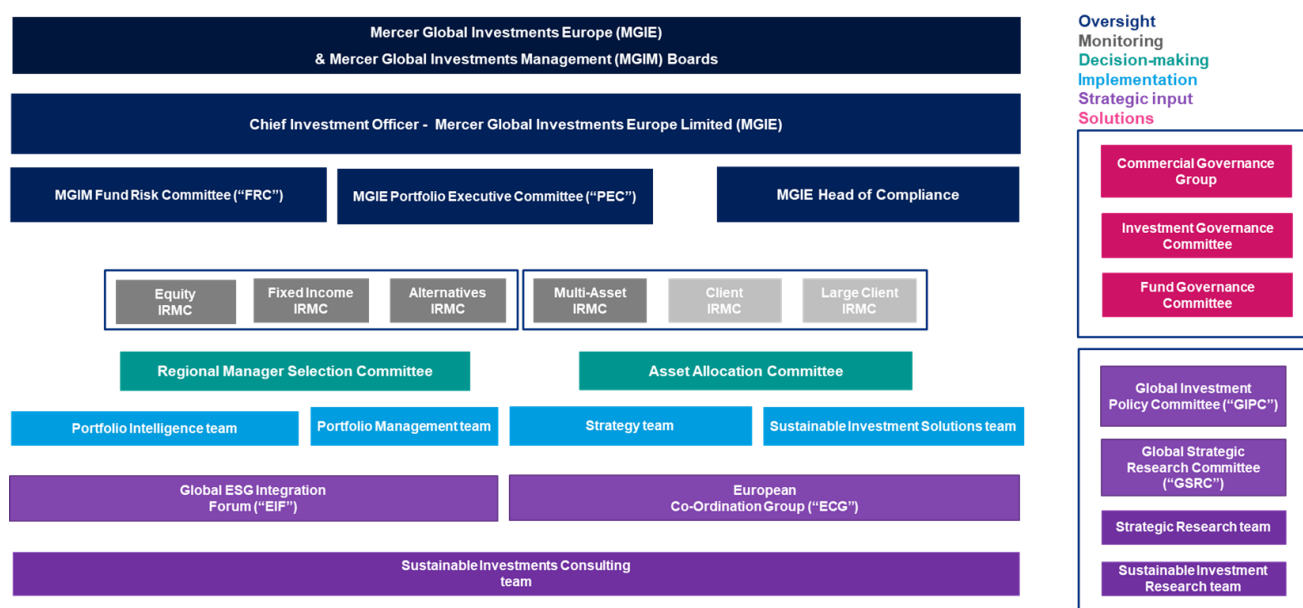 Mercer Global Investments Europe (MGIE)
& Mercer Global Investments Management (MGIM) Boards
Chief Investment Officer - Mercer Global Investments Europe Limited (MGIE)
MGIM Fund Risk Committee (“FRC”)
MGIE Portfolio Executive Committee (“PEC”)
MGIE Head of Compliance
Equity
IRMC
Fixed Income
IRMC
Alternatives
IRMC
Multi-Asset
IRMC
Client
IRMC
Large Client
IRMC
Regional Manager Selection Committee
Asset Allocation Committee
Portfolio Intelligence team
Portfolio Management team
Strategy team
Sustainable Investment Solutions team
Global ESG Integration
Forum (“EIF”)
European
Co-Ordination Group (“ECG”)
Sustainable Investments Consulting
team
Oversight
Monitoring
Decision-making
Implementation
Strategic input
Solutions
Commercial Governance
Group
Investment Governance
Committee
Fund Governance
Committee
Global Investment
Policy Committee (“GIPC”)
Global Strategic
Research Committee
(“GSRC”)
Strategic Research team
Sustainable Investment
Research team